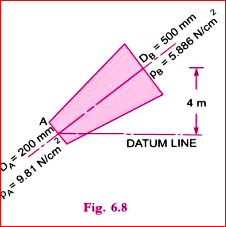 D_B = 500 mm
P_B = 5.886 N/cm²
4 m
A
D_A = 200 mm
P_A = 9.81 N/cm²
DATUM LINE
Fig. 6.8